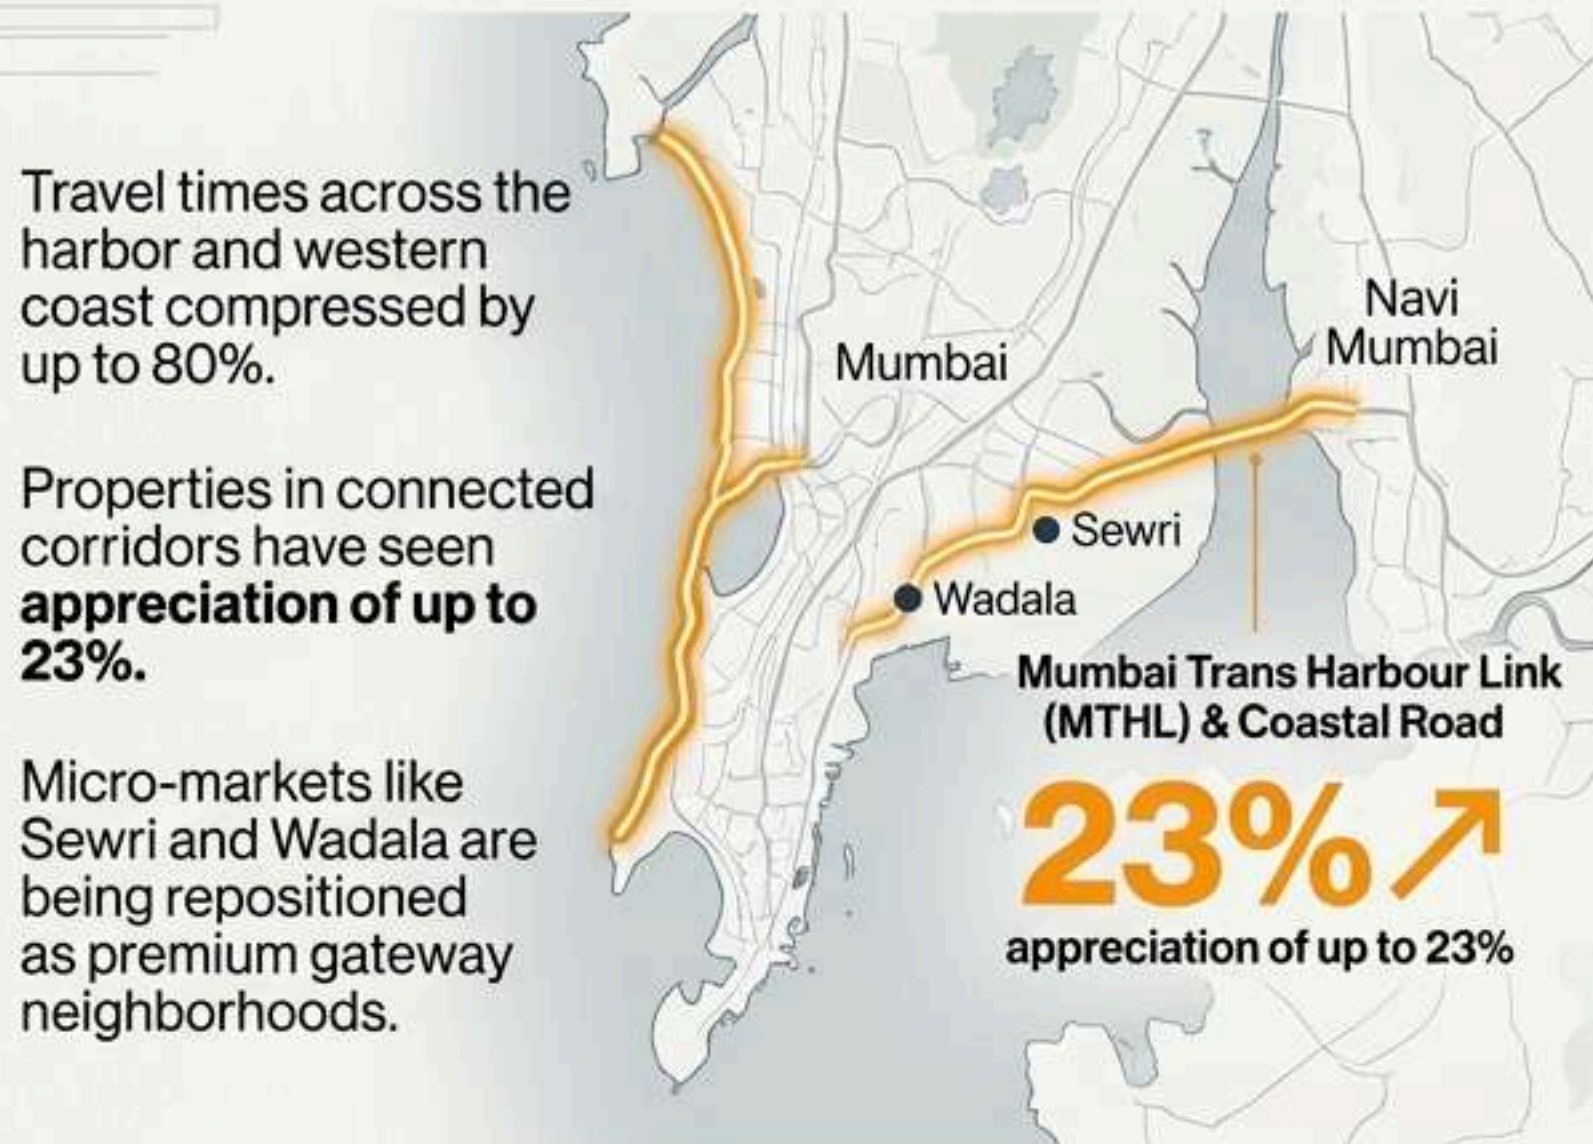 Travel times across the
harbor and western
coast compressed by
up to 80%.
Properties in connected
corridors have seen
appreciation of up to
23%.
Micro-markets like
Sewri and Wadala are
being repositioned
as premium gateway
neighborhoods.
Navi
Mumbai
Mumbai
Sewri
Wadala
Mumbai Trans Harbour Link
(MTHL) & Coastal Road
23%↗
appreciation of up to 23%